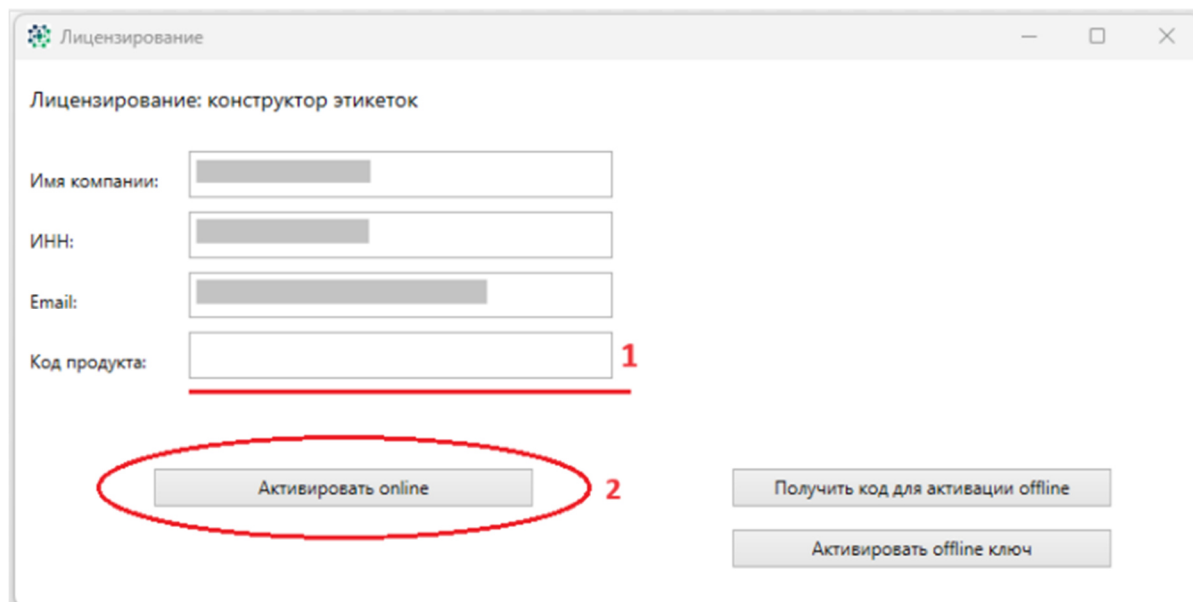 Лицензирование
Лицензирование: конструктор этикеток
Имя компании:
ИНН:
Email:
Код продукта:
1
Активировать online
2
Получить код для активации offline
Активировать offline ключ